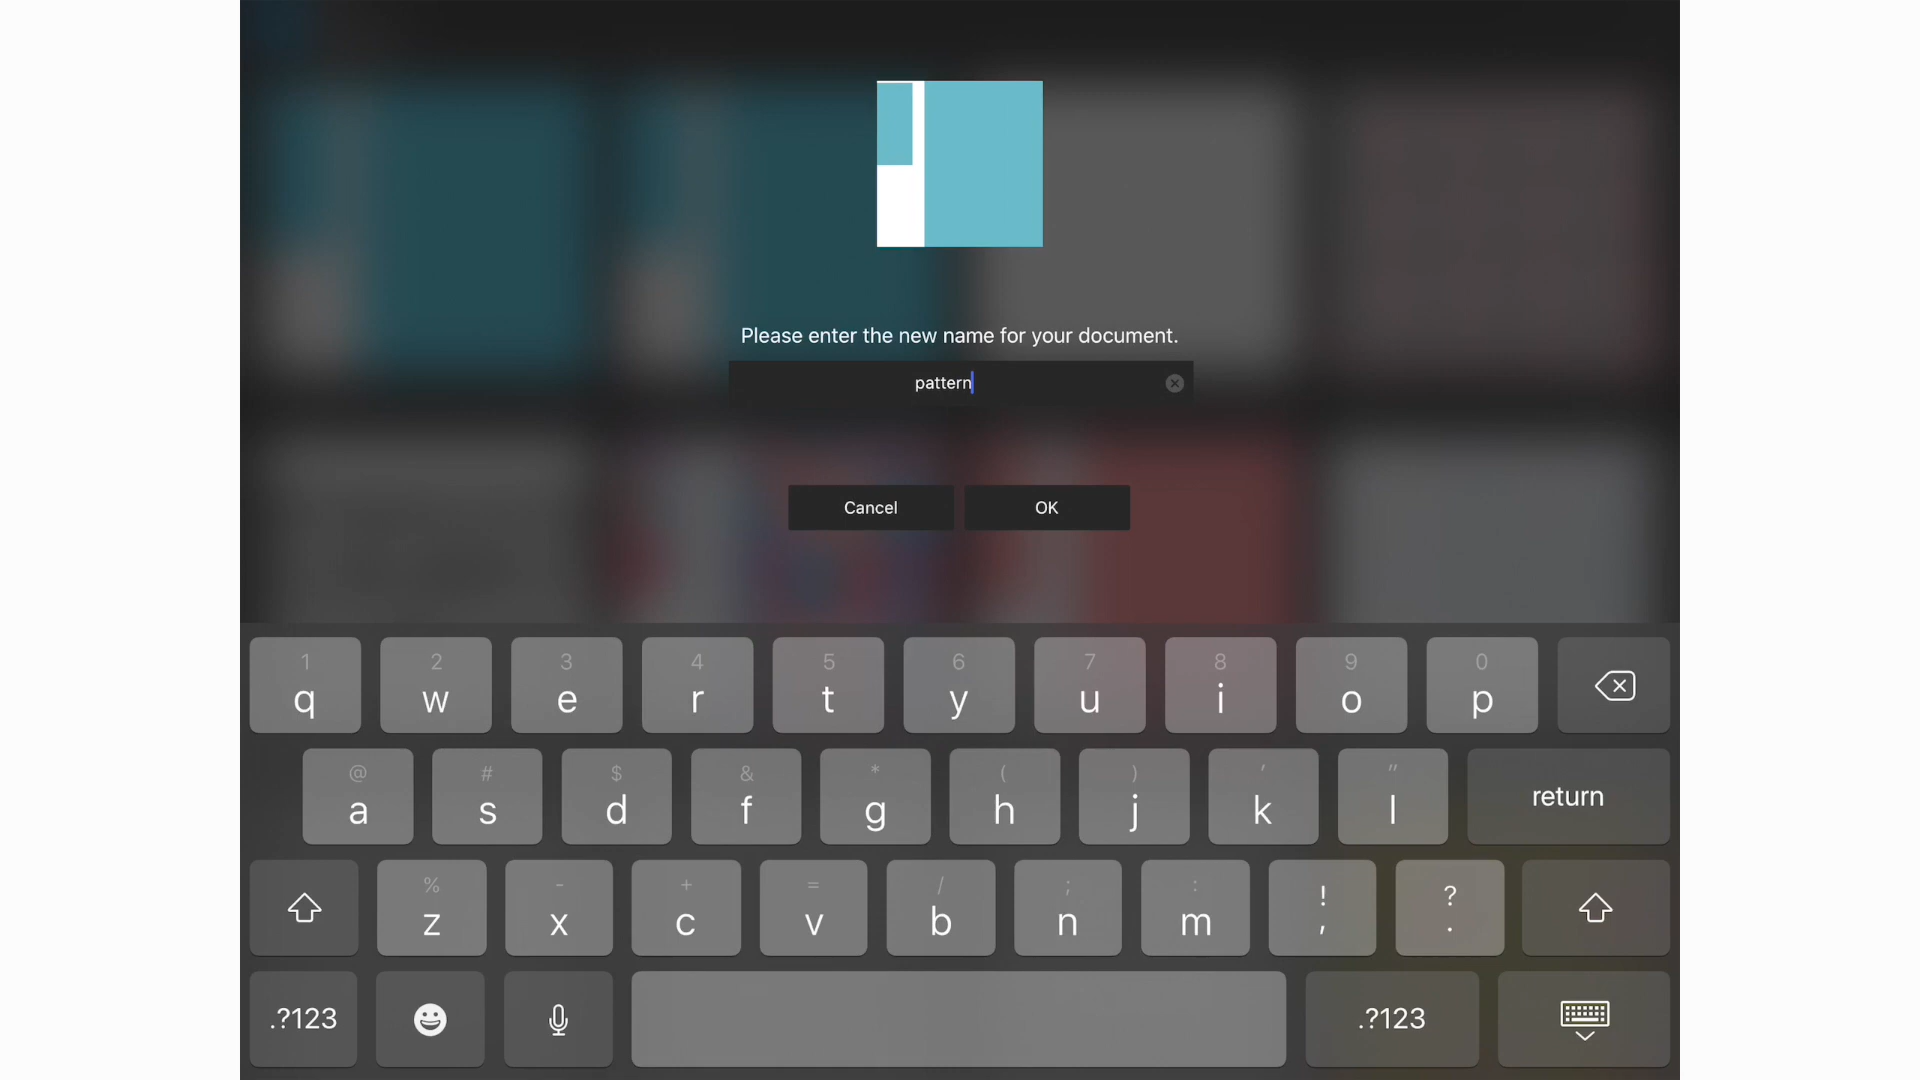 Please enter the new name for your document.
pattern
Cancel OK
1 2 3 4 5 6 7 8 9 0
q w e r t y u i o p
@ # $ & * ( ) ' "
a s d f g h j k l return
% - + = / ; : ! ?
z x c v b n m , .
.?123 .?123